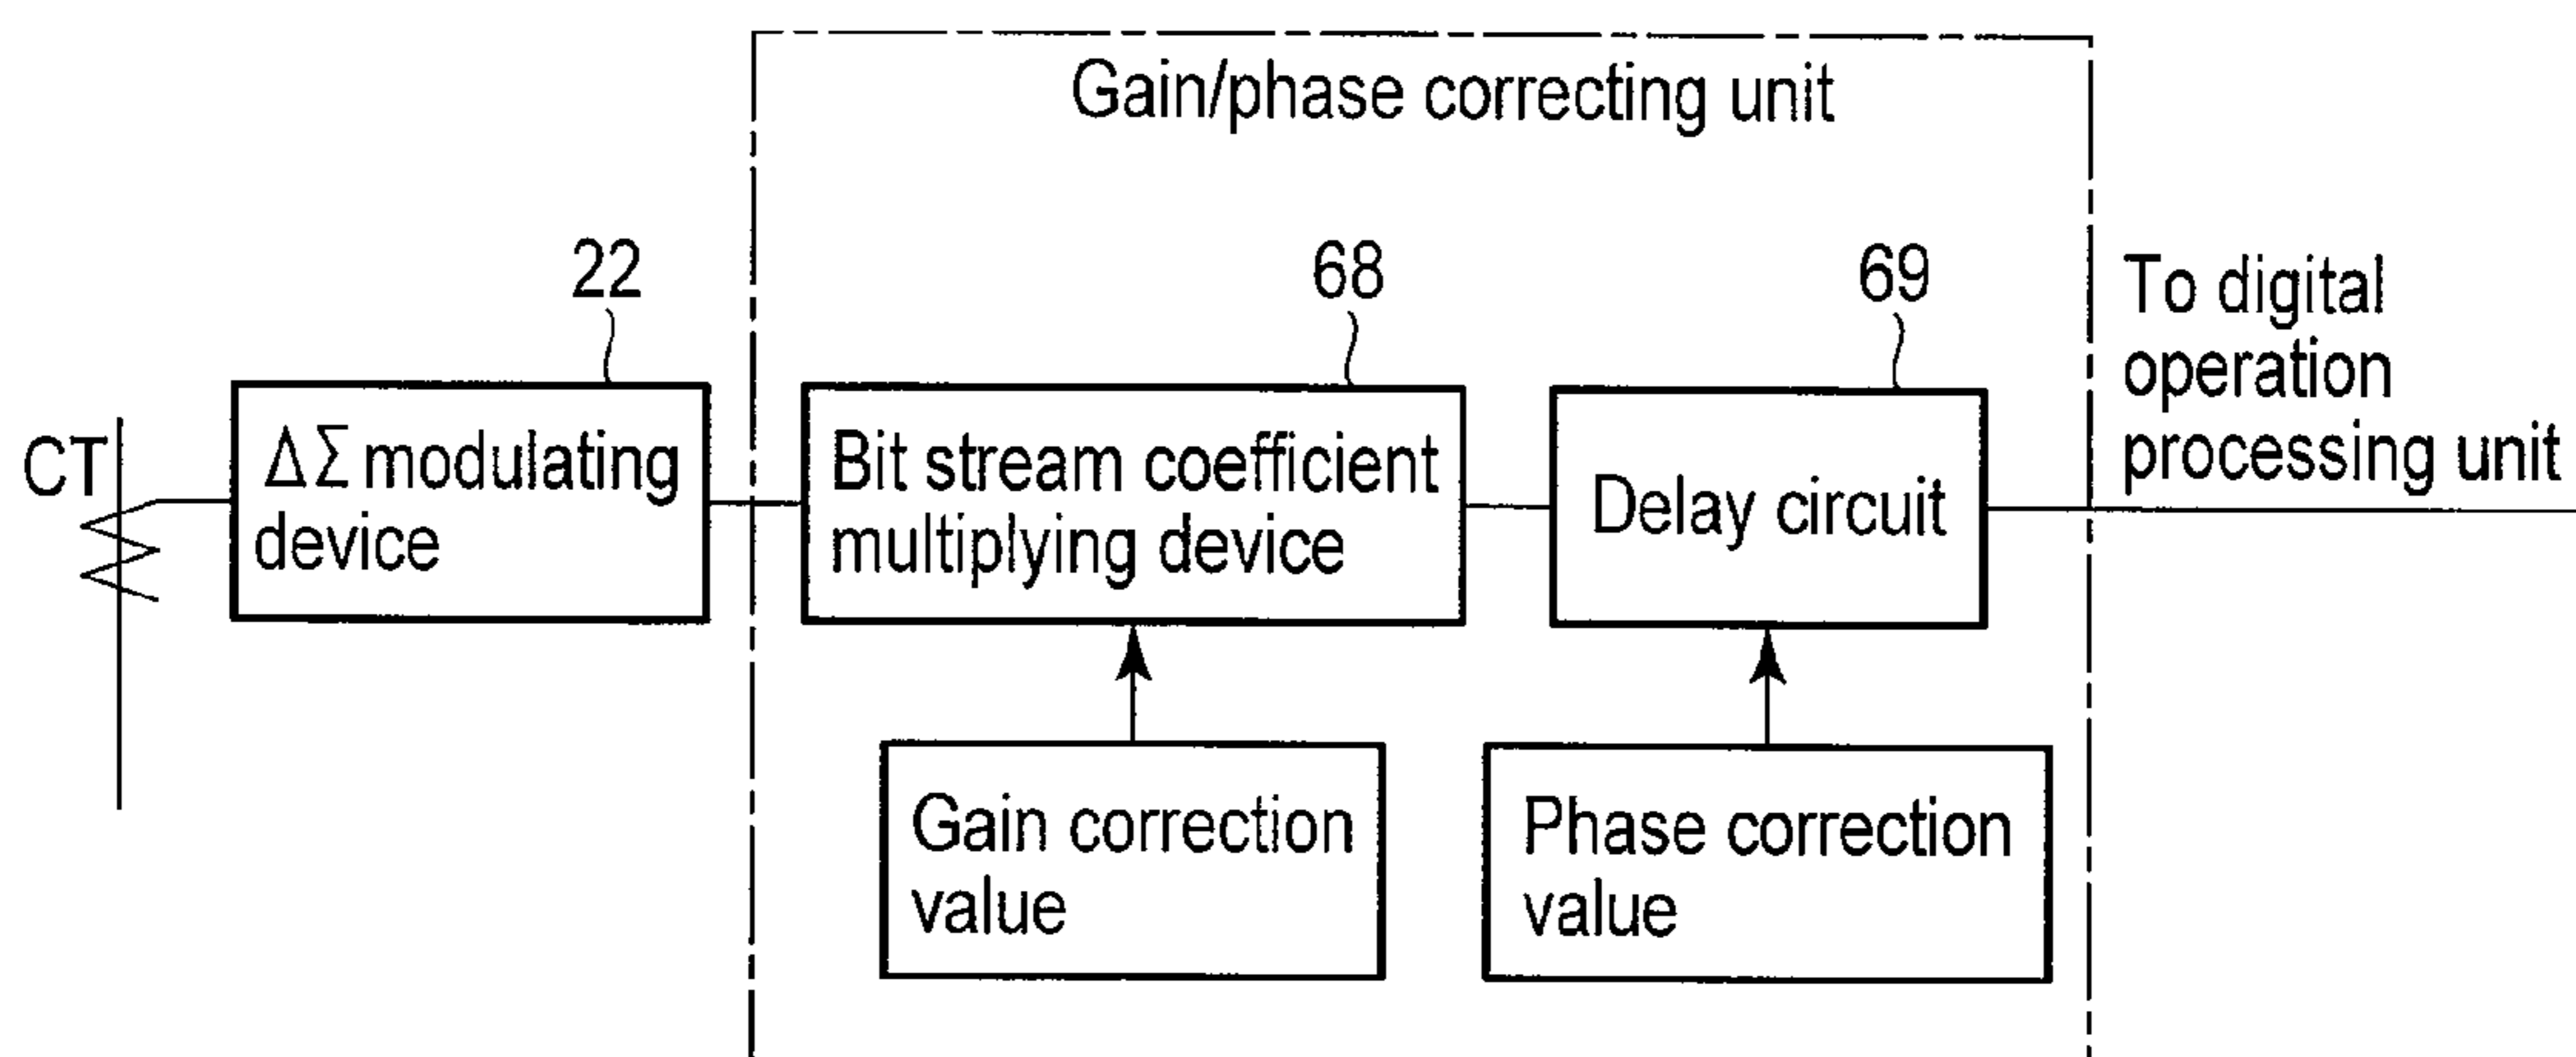 Gain/phase correcting unit
22
68
69
To digital
operation
processing unit
CT
ΔΣ modulating
device
Bit stream coefficient
multiplying device
Delay circuit
Gain correction
value
Phase correction
value